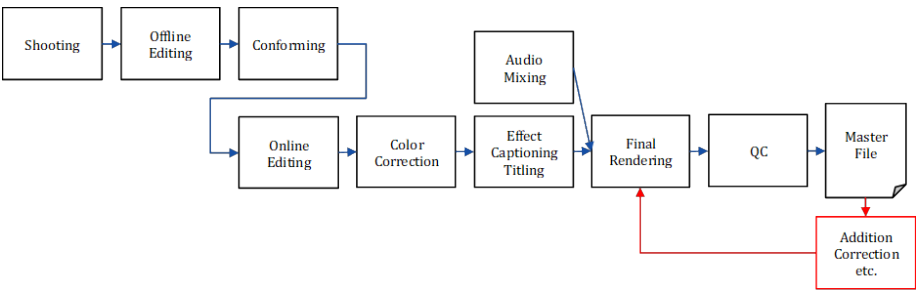 Shooting
Offline
Editing
Conforming
Audio
Mixing
Online
Editing
Color
Correction
Effect
Captioning
Titling
Final
Rendering
QC
Master
File
Addition
Correction
etc.